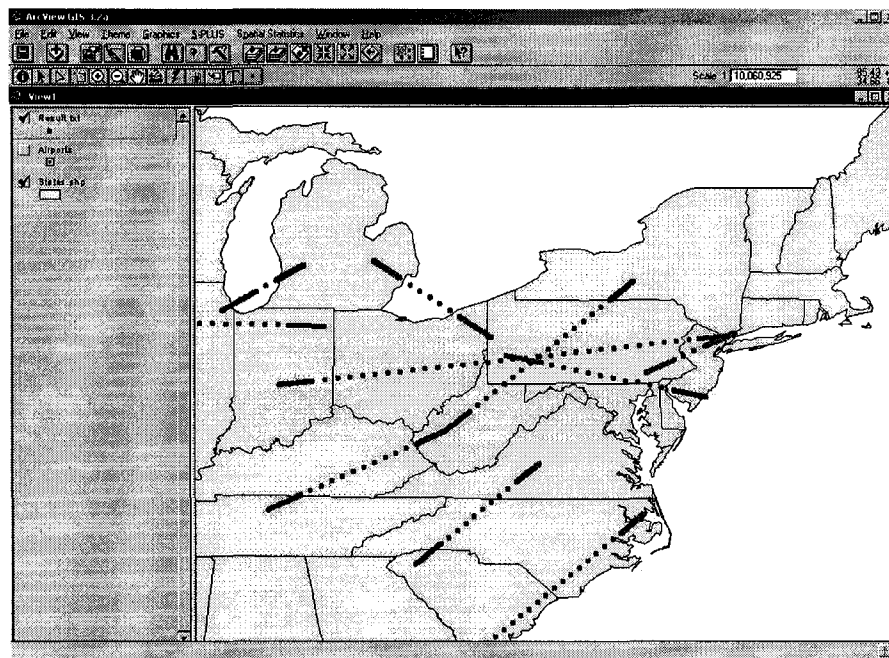 ArcView GIS 3.2a
File Edit View Theme Graphics S-PLUS Spatial Statistics Window Help
Scale 1: 10,060,925
View1
Result.txt
Airports
States.shp